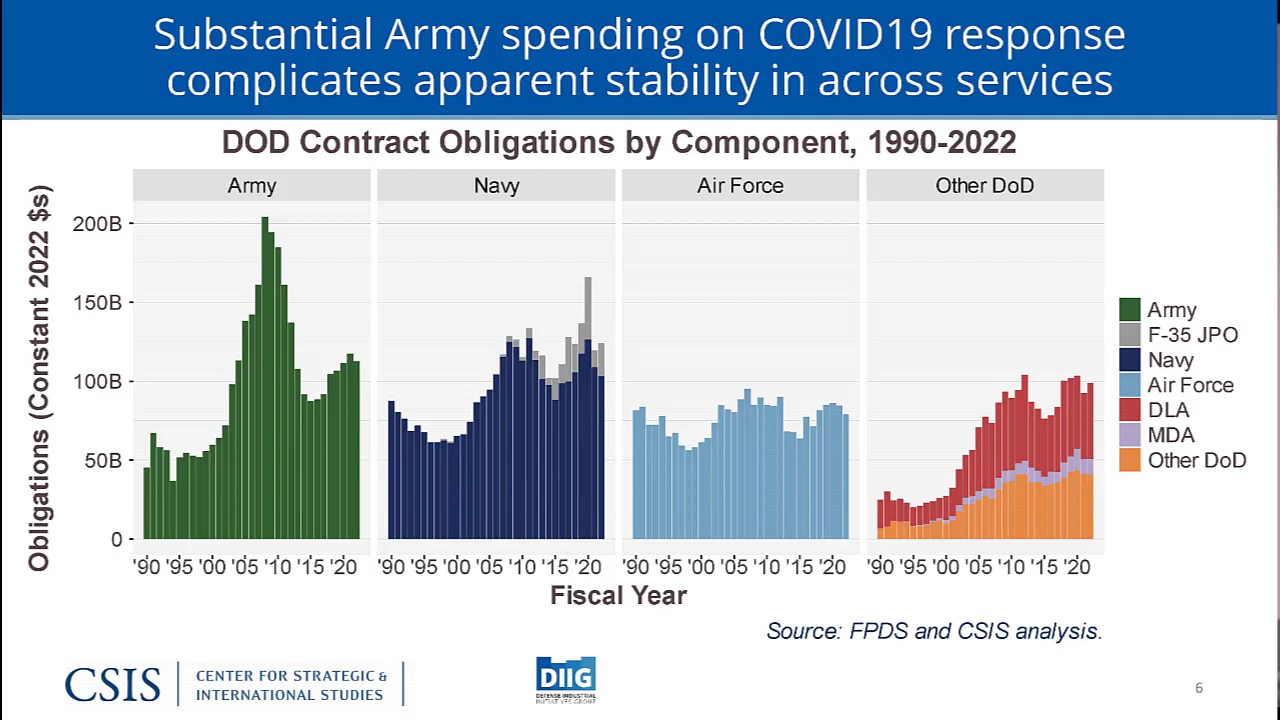 Substantial Army spending on COVID19 response
complicates apparent stability in across services
DOD Contract Obligations by Component, 1990-2022
Army
Navy
Air Force
Other DoD
Obligations (Constant 2022 $s)
200B
150B
100B
50B
0
'90 '95 '00 '05 '10 '15 '20
'90 '95 '00 '05 '10 '15 '20
'90 '95 '00 '05 '10 '15 '20
'90 '95 '00 '05 '10 '15 '20
Fiscal Year
Army
F-35 JPO
Navy
Air Force
DLA
MDA
Other DoD
Source: FPDS and CSIS analysis.
CSIS
CENTER FOR STRATEGIC &
INTERNATIONAL STUDIES
DIIG
DEFENSE-INDUSTRIAL
INITIATIVES GROUP
6